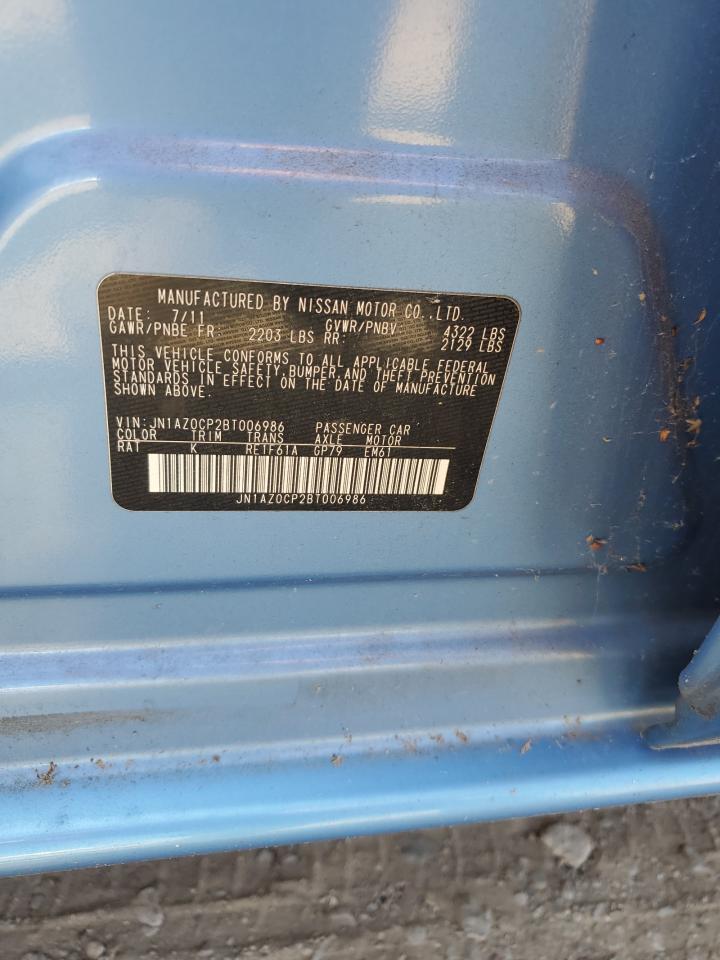 MANUFACTURED BY NISSAN MOTOR CO.,LTD.
DATE: 7/11 GVWR/PNBV 4322 LBS
GAWR/PNBE FR: 2203 LBS RR: 2129 LBS
THIS VEHICLE CONFORMS TO ALL APPLICABLE FEDERAL
MOTOR VEHICLE SAFETY,BUMPER,AND THEFT PREVENTION
STANDARDS IN EFFECT ON THE DATE OF MANUFACTURE
SHOWN ABOVE.
VIN: JN1AZ0CP2BT006986 PASSENGER CAR
COLOR TRIM TRANS AXLE MOTOR
RAT K RE1F61A GP79 EM61
JN1AZ0CP2BT006986